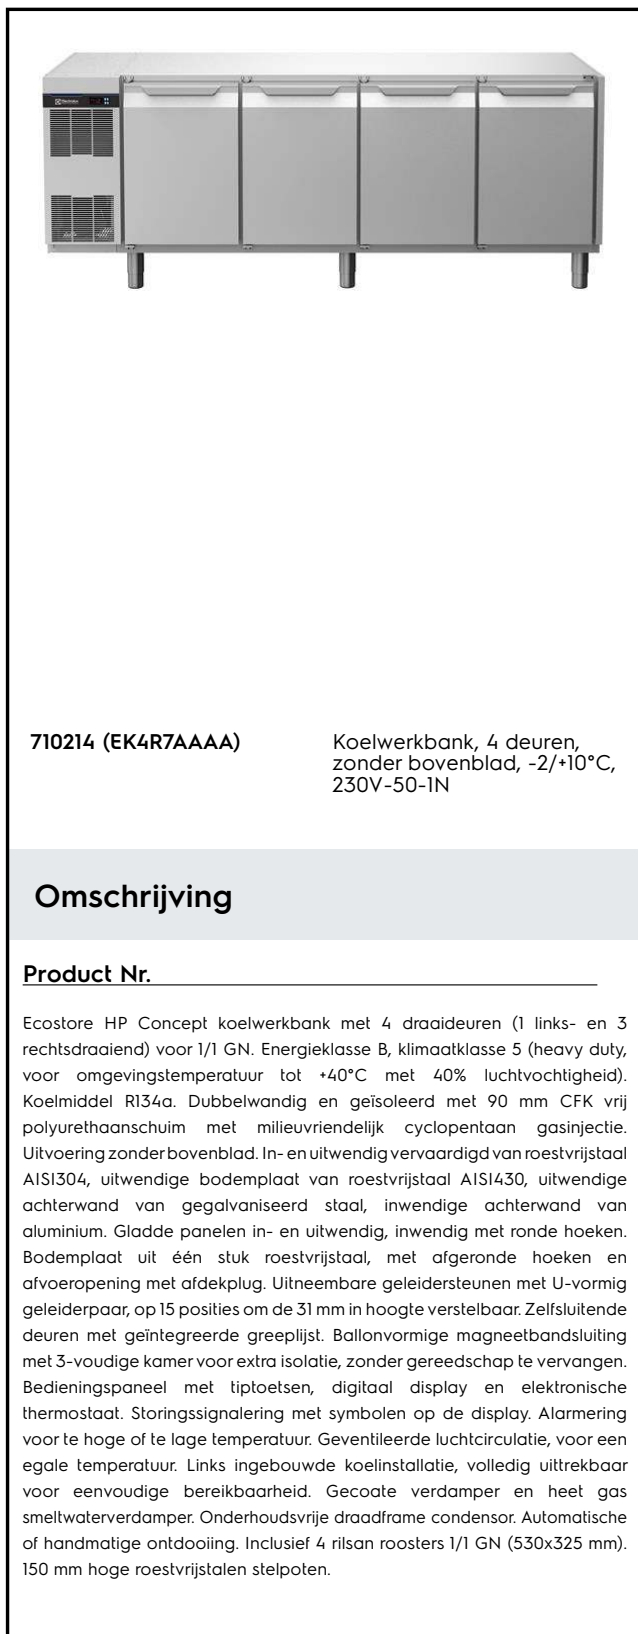 Electrolux
710214 (EK4R7AAAA)
Koelwerkbank, 4 deuren,
zonder bovenblad, -2/+10°C,
230V-50-1N
Omschrijving
Product Nr.
Ecostore HP Concept koelwerkbank met 4 draaideuren (1 links- en 3
rechtsdraaiend) voor 1/1 GN. Energieklasse B, klimaatklasse 5 (heavy duty,
voor omgevingstemperatuur tot +40°C met 40% luchtvochtigheid).
Koelmiddel R134a. Dubbelwandig en geïsoleerd met 90 mm CFK vrij
polyurethaanschuim met milieuvriendelijk cyclopentaan gasinjectie.
Uitvoering zonder bovenblad. In- en uitwendig vervaardigd van roestvrijstaal
AISI304, uitwendige bodemplaat van roestvrijstaal AISI430, uitwendige
achterwand van gegalvaniseerd staal, inwendige achterwand van
aluminium. Gladde panelen in- en uitwendig, inwendig met ronde hoeken.
Bodemplaat uit één stuk roestvrijstaal, met afgeronde hoeken en
afvoeropening met afdekplug. Uitneembare geleidersteunen met U-vormig
geleiderpaar, op 15 posities om de 31 mm in hoogte verstelbaar. Zelfsluitende
deuren met geïntegreerde greeplijst. Ballonvormige magneetbandsluiting
met 3-voudige kamer voor extra isolatie, zonder gereedschap te vervangen.
Bedieningspaneel met tiptoetsen, digitaal display en elektronische
thermostaat. Storingssignalering met symbolen op de display. Alarmering
voor te hoge of te lage temperatuur. Geventileerde luchtcirculatie, voor een
egale temperatuur. Links ingebouwde koelinstallatie, volledig uittrekbaar
voor eenvoudige bereikbaarheid. Gecoate verdamper en heet gas
smeltwaterverdamper. Onderhoudsvrije draadframe condensor. Automatische
of handmatige ontdooiing. Inclusief 4 rilsan roosters 1/1 GN (530x325 mm).
150 mm hoge roestvrijstalen stelpoten.